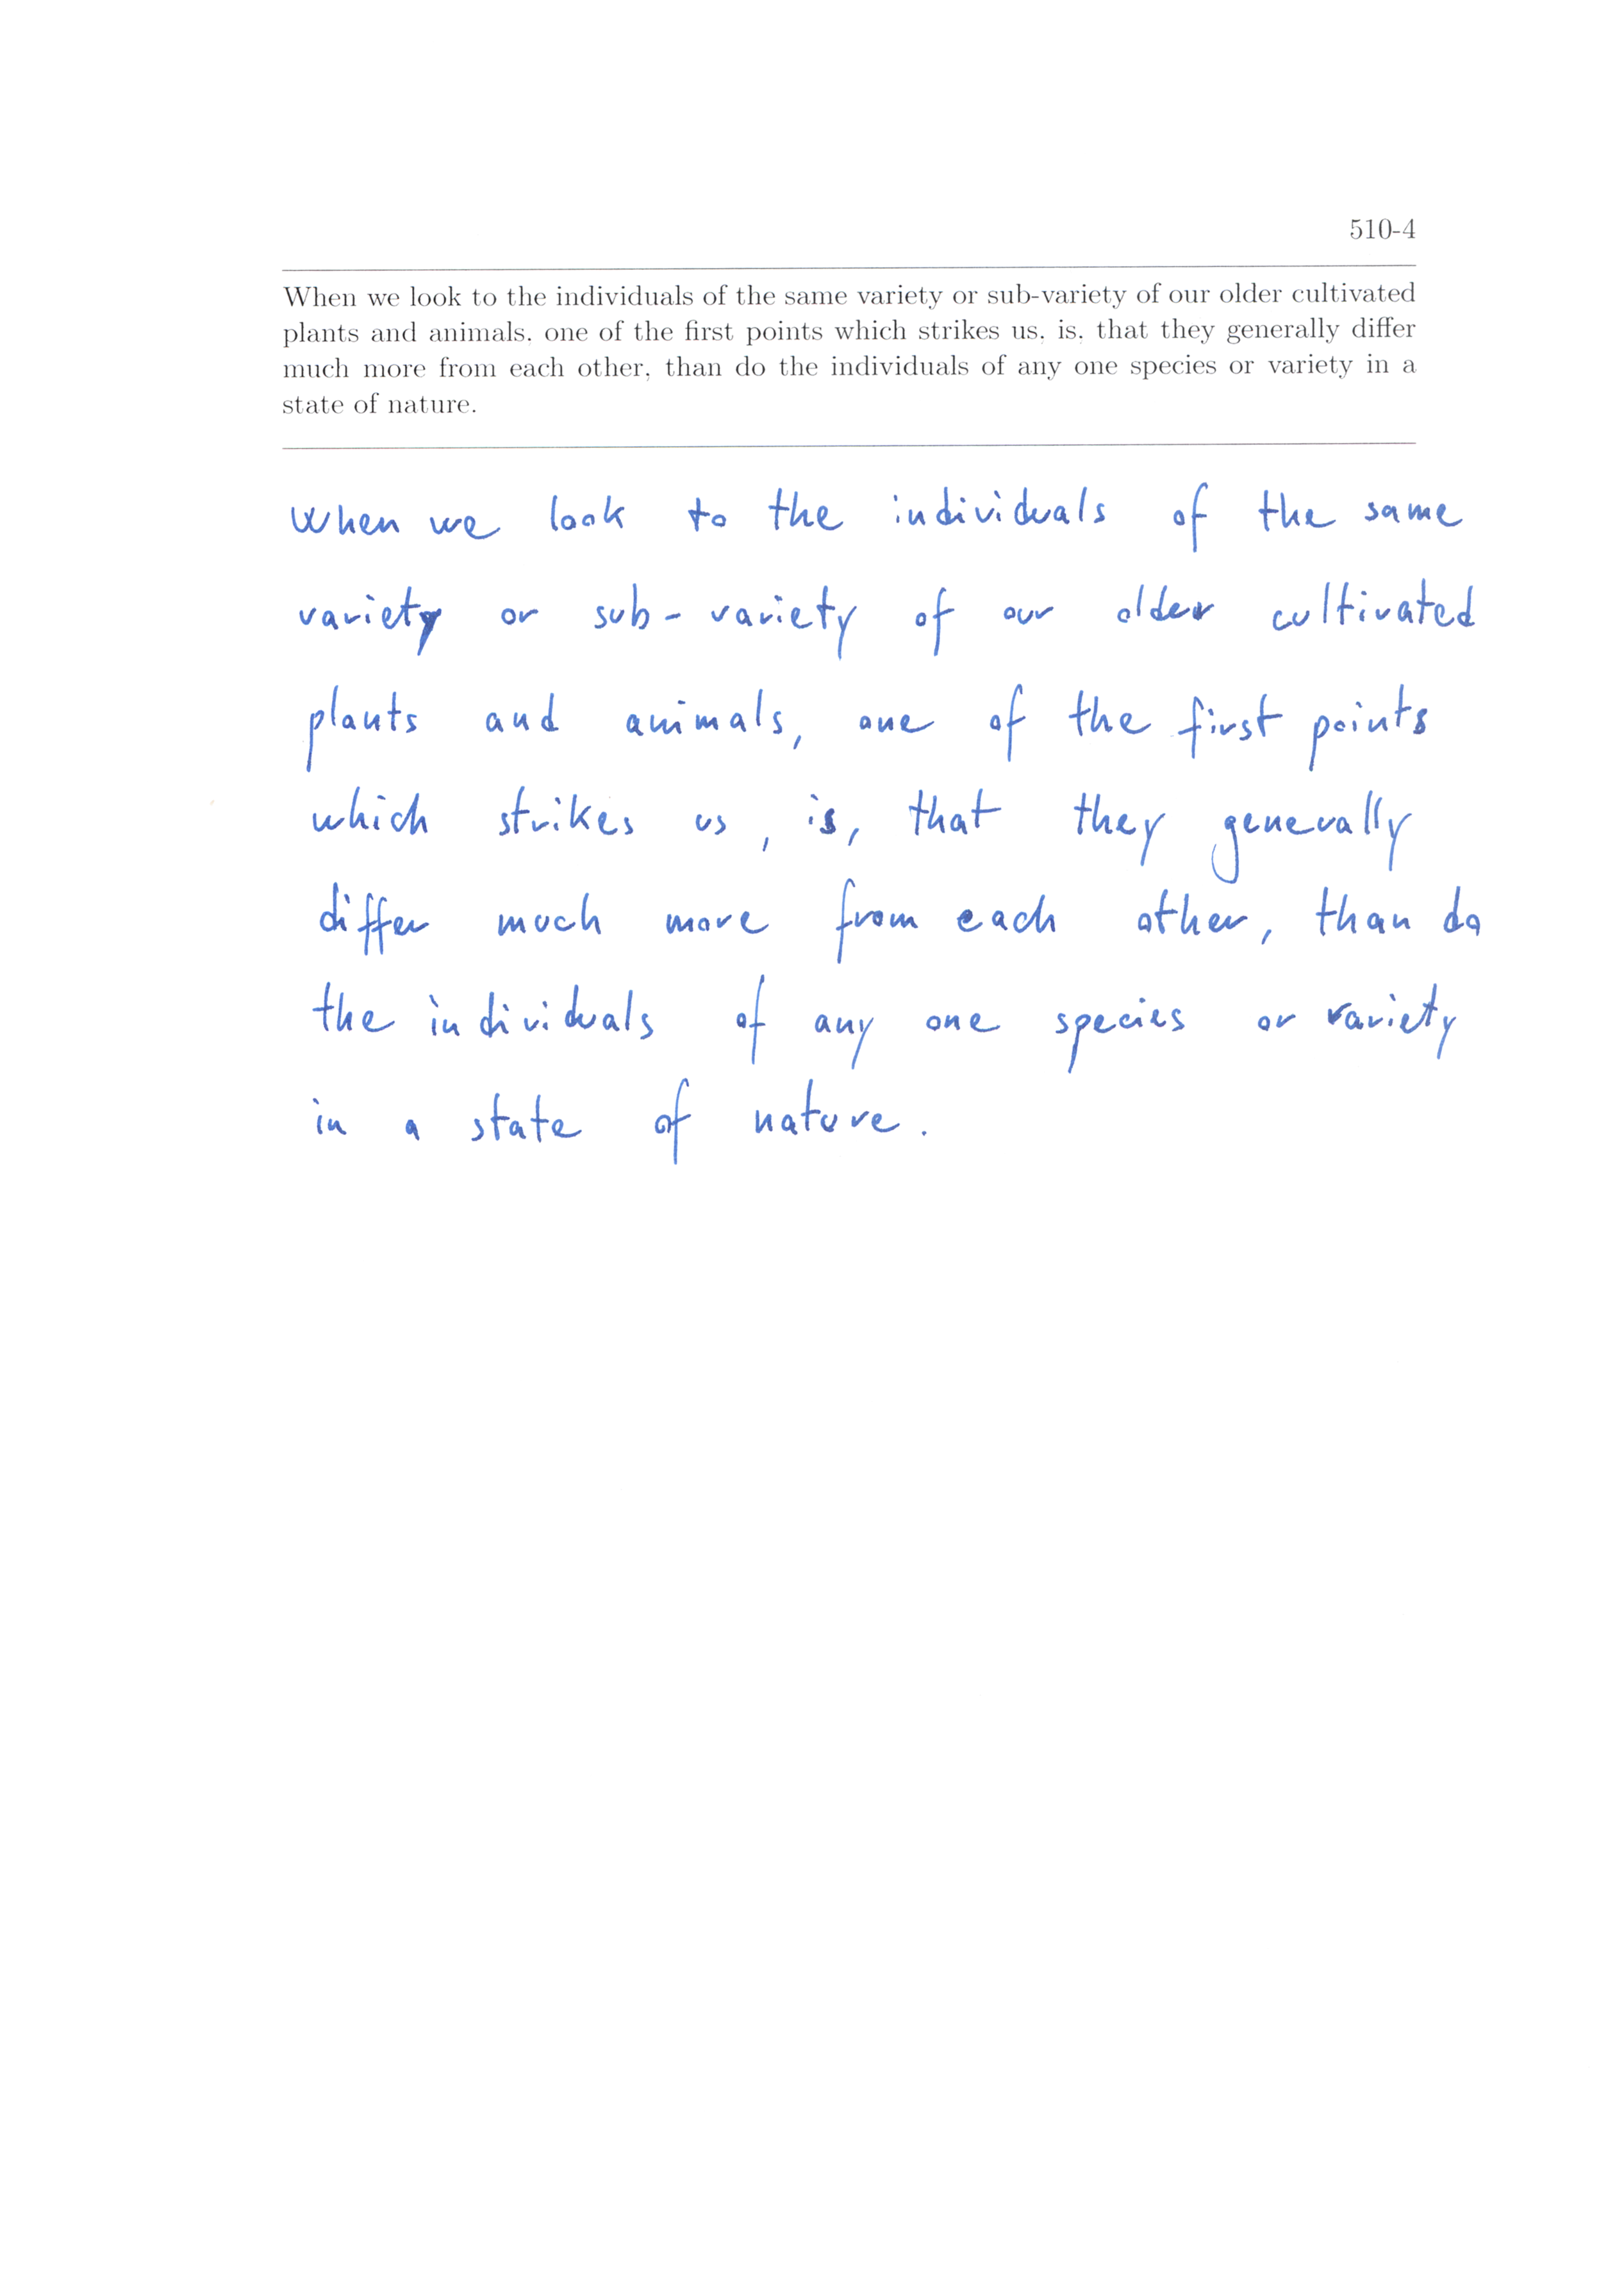 510-4
When we look to the individuals of the same variety or sub-variety of our older cultivated
plants and animals, one of the first points which strikes us, is, that they generally differ
much more from each other, than do the individuals of any one species or variety in a
state of nature.
When we look to the individuals of the same
variety or sub-variety of our older cultivated
plants and animals, one of the first points
which strikes us, is, that they generally
differ much more from each other, than do
the individuals of any one species or variety
in a state of nature.